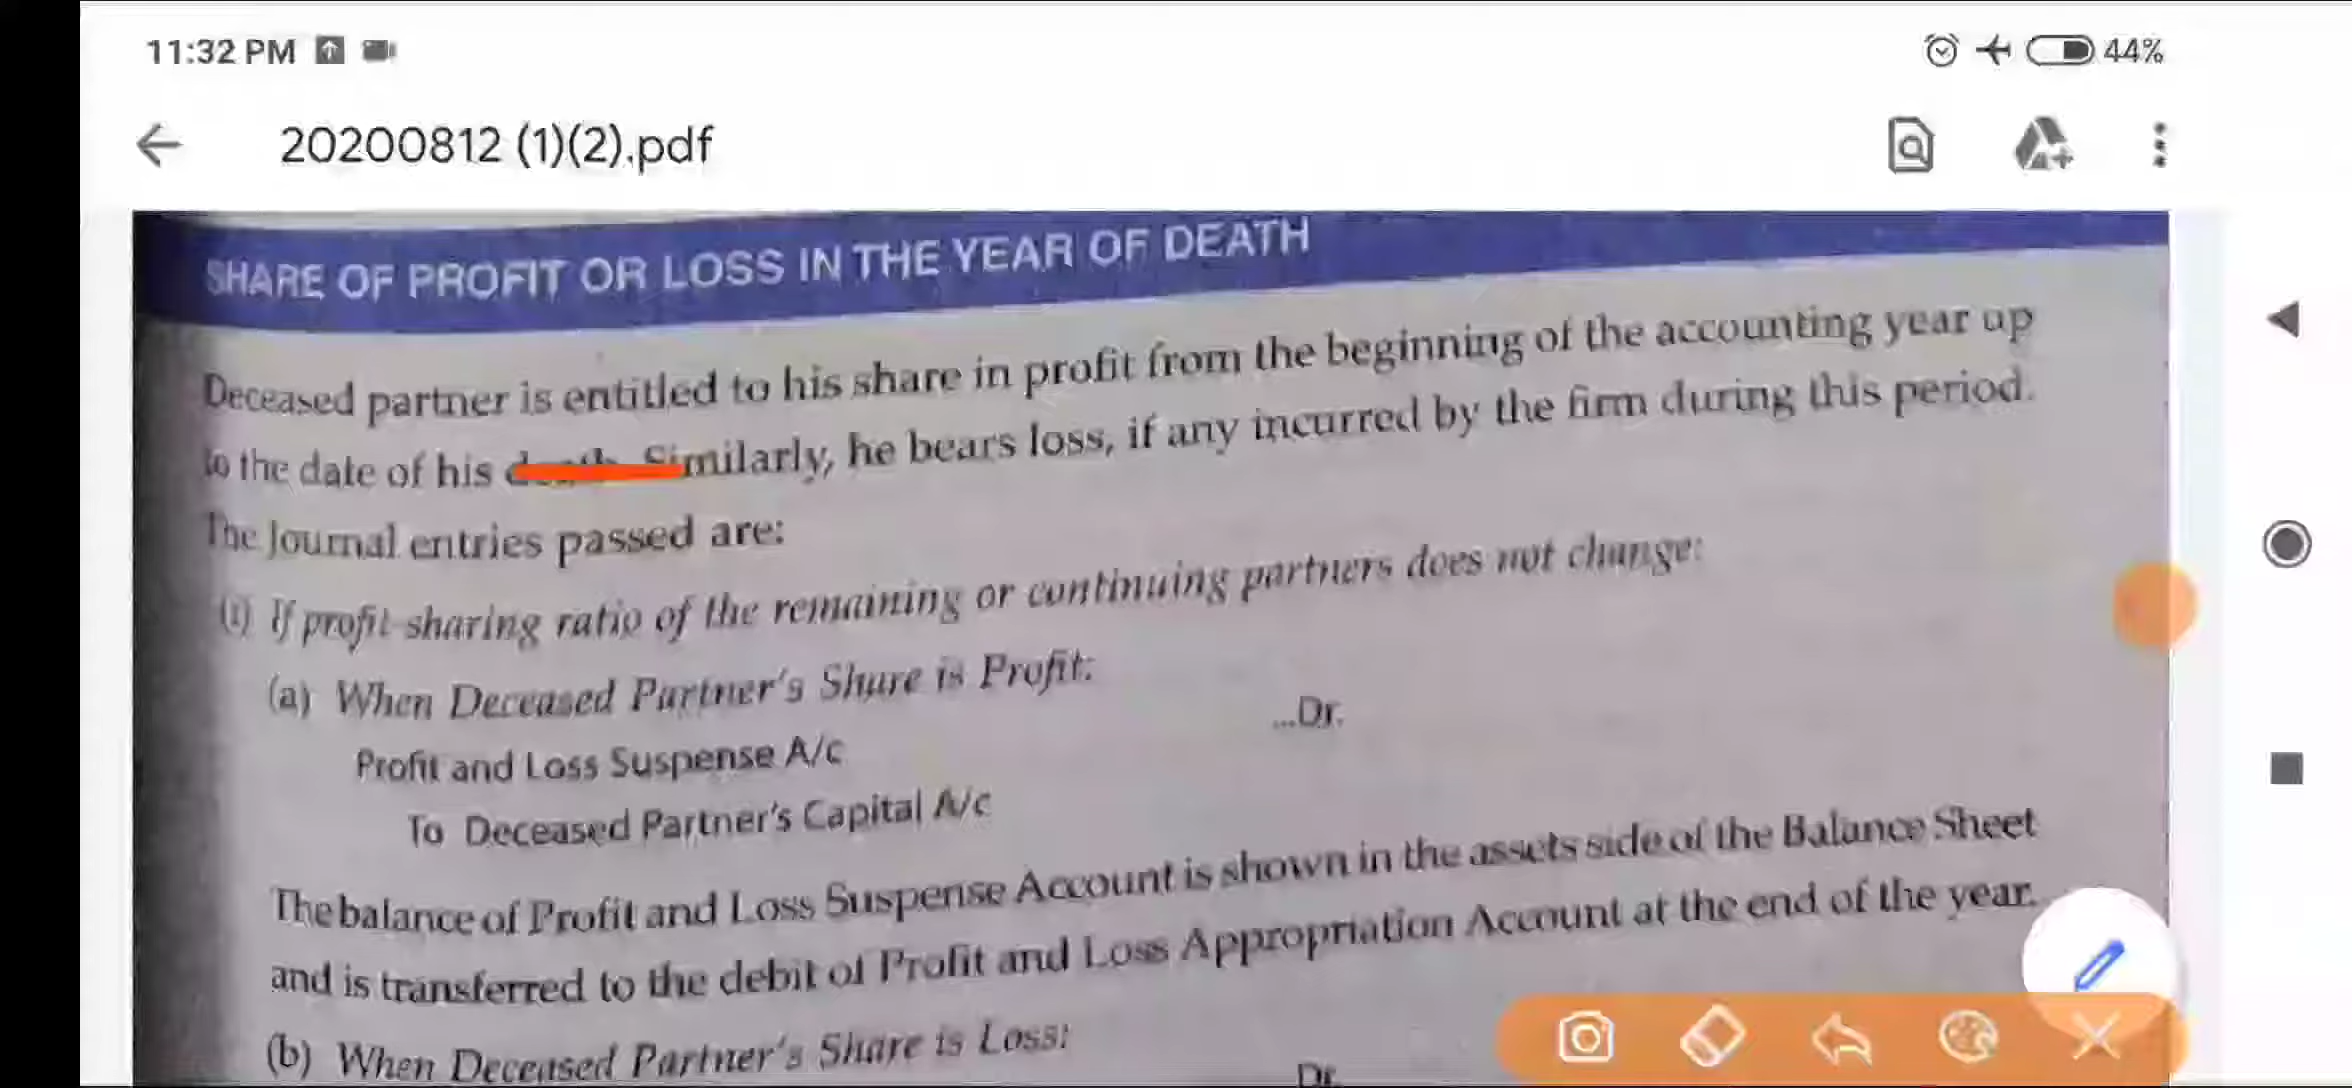 11:32 PM
44%
20200812 (1)(2).pdf
SHARE OF PROFIT OR LOSS IN THE YEAR OF DEATH
Deceased partner is entitled to his share in profit from the beginning of the accounting year up
to the date of his death. Similarly, he bears loss, if any incurred by the firm during this period.
The Journal entries passed are:
(i) If profit-sharing ratio of the remaining or continuing partners does not change:
(a) When Deceased Partner's Share is Profit:
Profit and Loss Suspense A/c ...Dr.
To Deceased Partner's Capital A/c
The balance of Profit and Loss Suspense Account is shown in the assets side of the Balance Sheet
and is transferred to the debit of Profit and Loss Appropriation Account at the end of the year.
(b) When Deceased Partner's Share is Loss:
Dr.